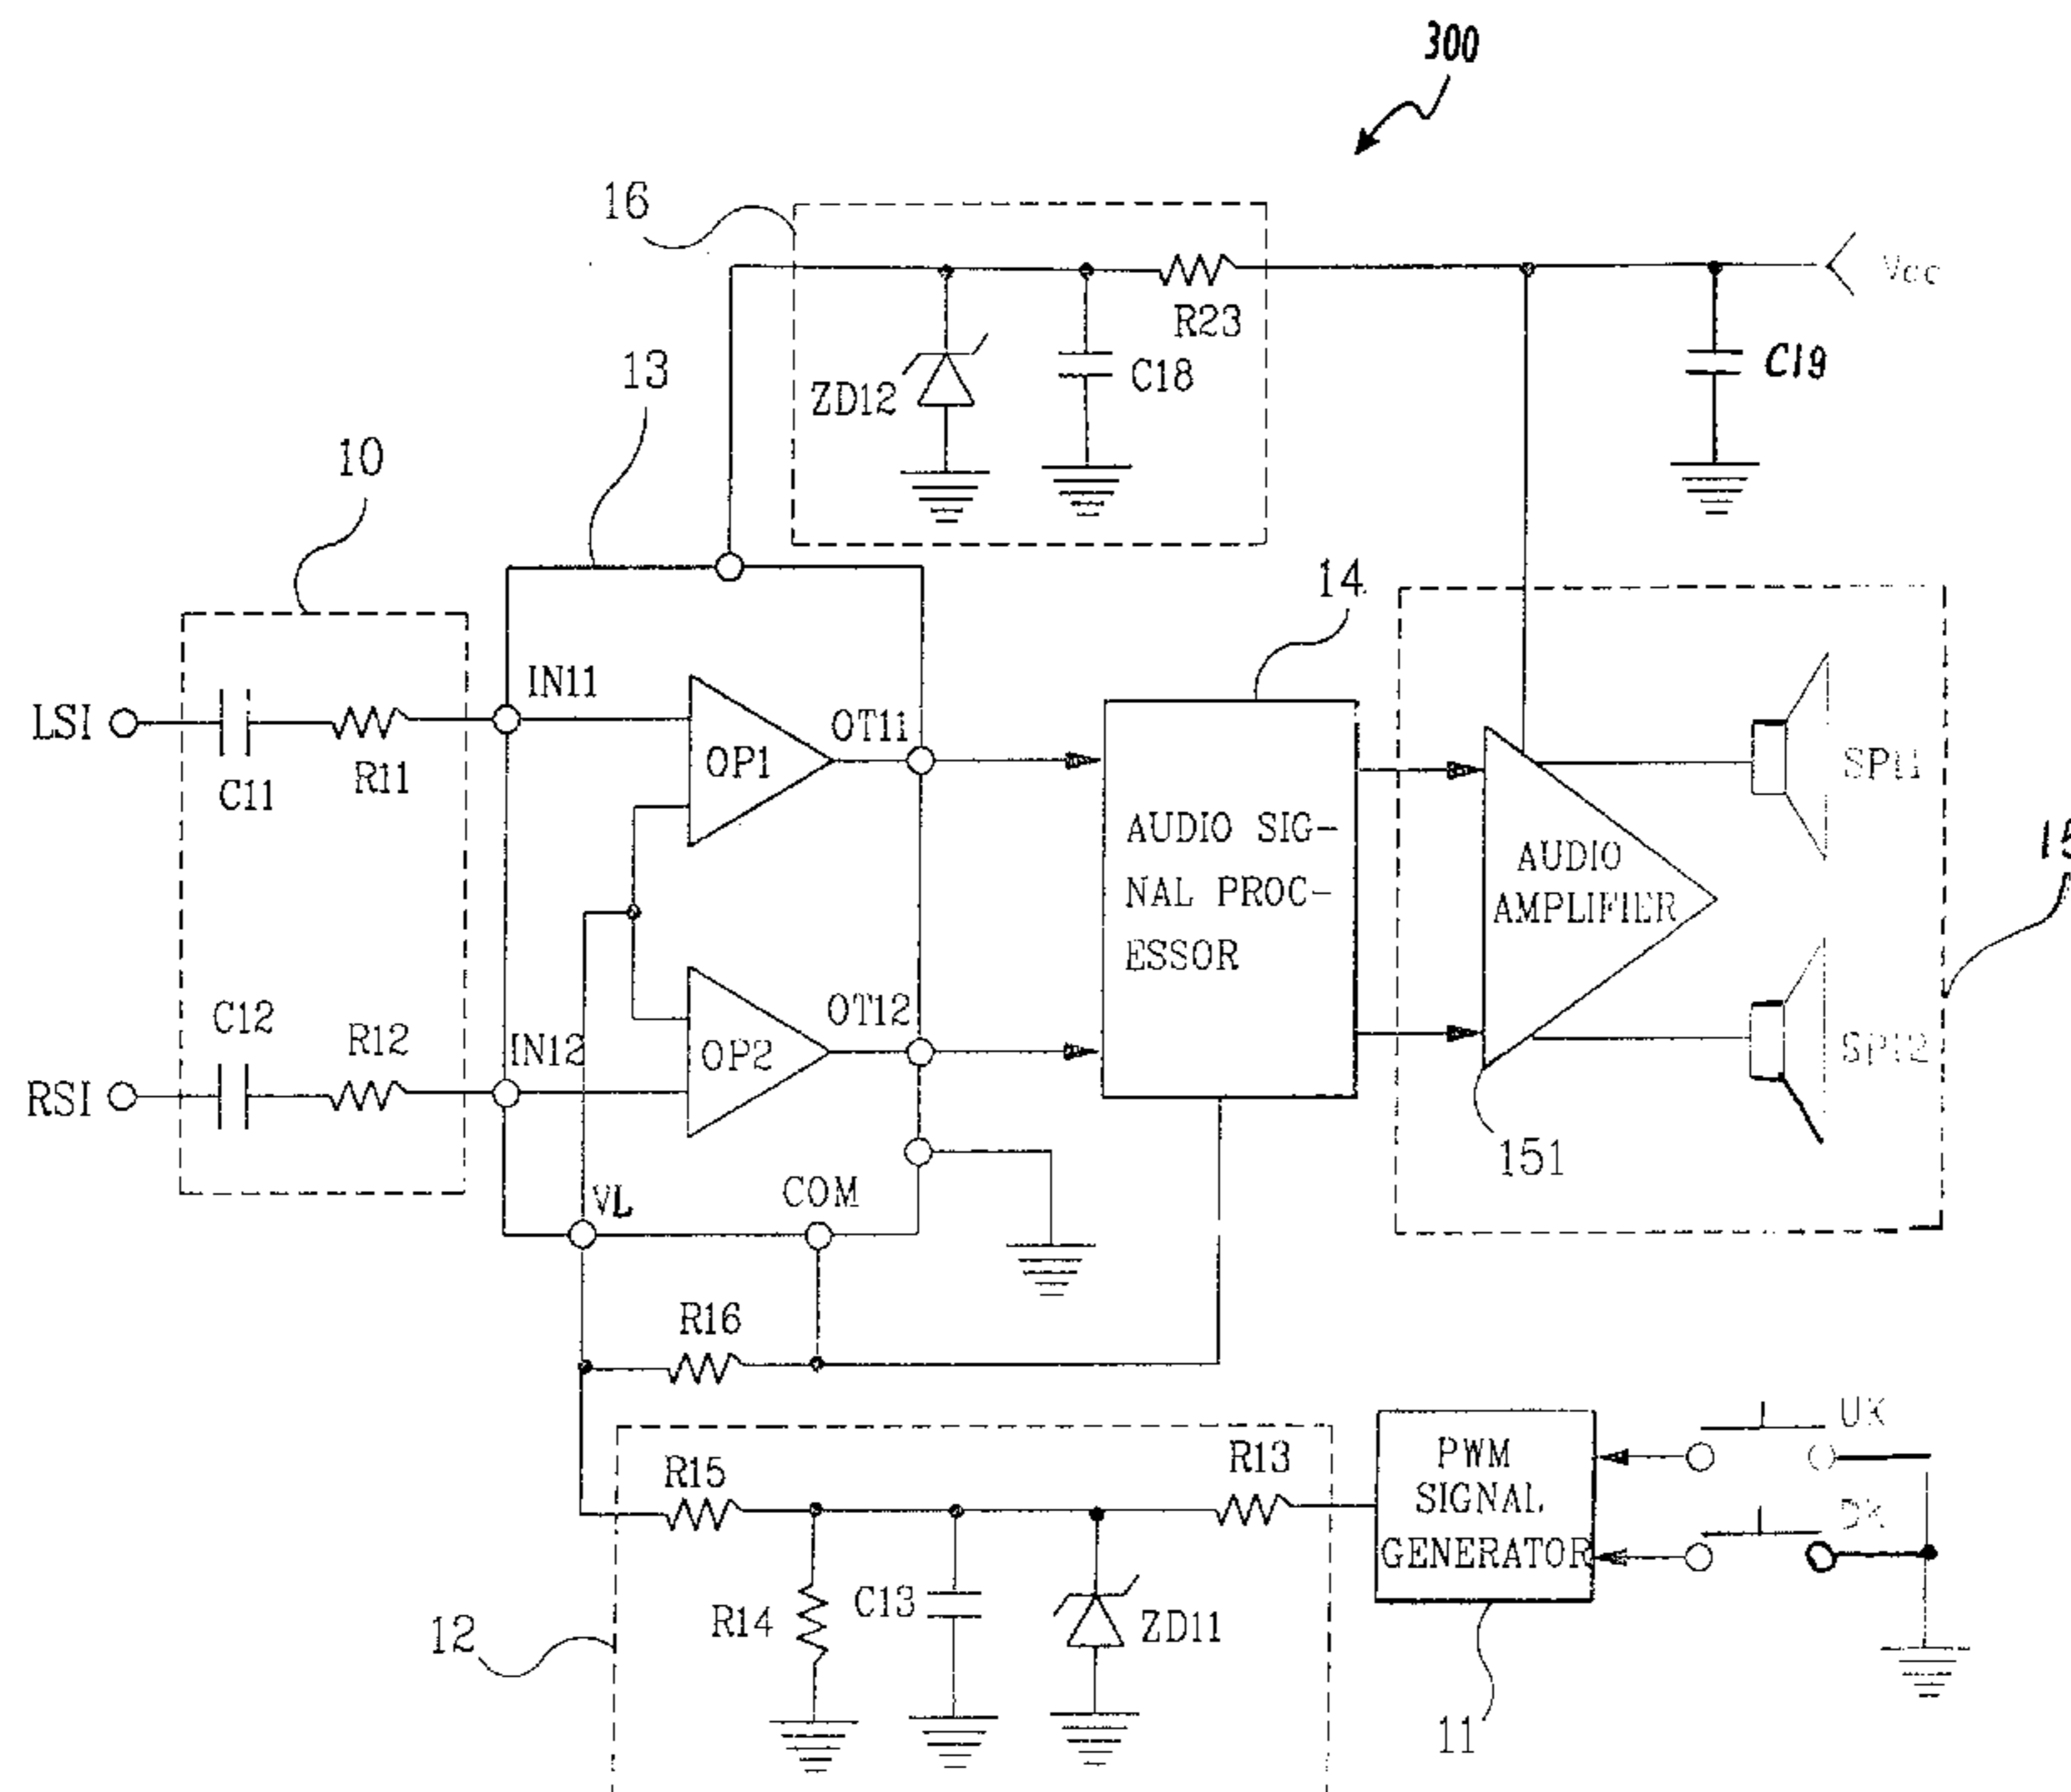 300
16
Vcc
R23
C18
C19
ZD12
13
10
14
IN11
LSI
OT11
OP1
R11
C11
SP11
AUDIO SIG-
NAL PROC-
ESSOR
AUDIO
AMPLIFIER
15
C12
R12
IN12
OT12
OP2
SP12
RSI
151
VL
COM
R16
UK
R15
R13
PWM
SIGNAL
GENERATOR
DK
R14
C13
ZD11
12
11